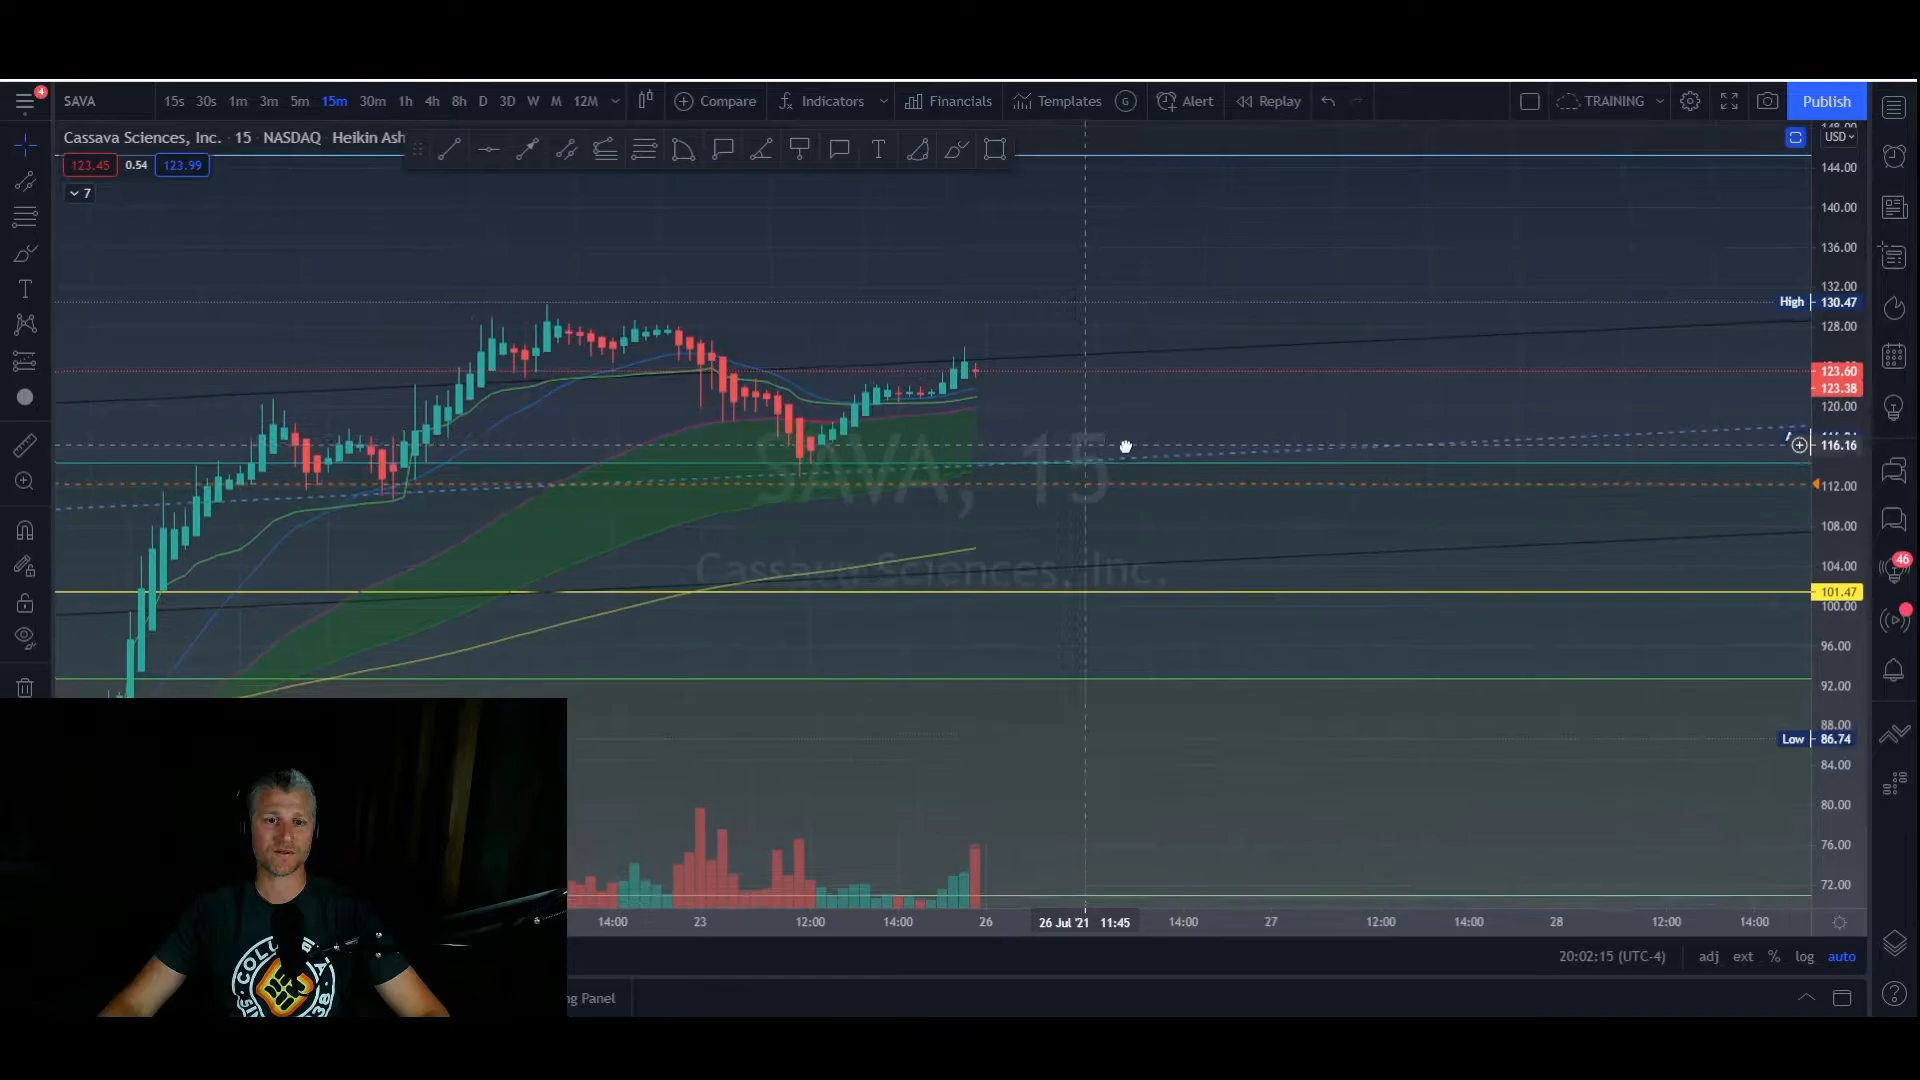 4
SAVA 15s 30s 1m 3m 5m 15m 30m 1h 4h 8h D 3D W M 12M Compare Indicators Financials Templates G Alert Replay TRAINING Publish
Cassava Sciences, Inc. · 15 · NASDAQ Heikin Ash
123.45 0.54 123.99
7
USD
144.00
140.00
136.00
132.00
High 130.47
128.00
123.60
123.38
120.00
116.16
112.00
108.00
104.00
101.47
100.00
96.00
92.00
88.00
Low 86.74
84.00
80.00
76.00
72.00
SAVA, 15
Cassava Sciences, Inc.
46
14:00 23 12:00 14:00 26 26 Jul '21 11:45 14:00 27 12:00 14:00 28 12:00 14:00
20:02:15 (UTC-4) adj ext % log auto
ng Panel